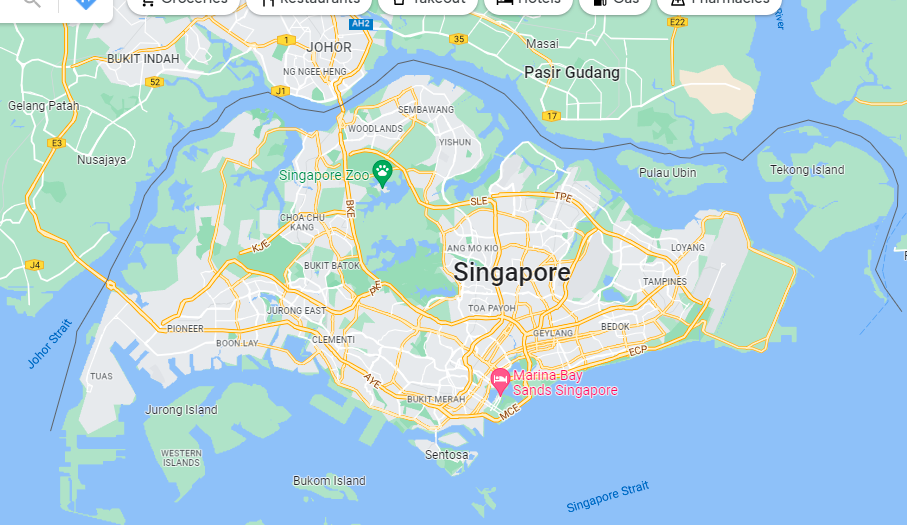 Groceries
Restaurants
Takeout
Hotels
Gas
Pharmacies
AH2
E22
River
1
JOHOR
35
Masai
BUKIT INDAH
NG NGEE HENG
Pasir Gudang
52
J1
Gelang Patah
SEMBAWANG
17
WOODLANDS
E3
YISHUN
Nusajaya
Singapore Zoo
Pulau Ubin
Tekong Island
BKE
SLE
TPE
CHOA CHU
KANG
KJE
ANG MO KIO
LOYANG
J4
BUKIT BATOK
Singapore
TAMPINES
PIE
JURONG EAST
TOA PAYOH
PIONEER
BEDOK
GEYLANG
Johor Strait
BOON LAY
CLEMENTI
ECP
TUAS
AYE
Marina Bay
Sands Singapore
BUKIT MERAH
Jurong Island
MCE
WESTERN
ISLANDS
Sentosa
Bukom Island
Singapore Strait